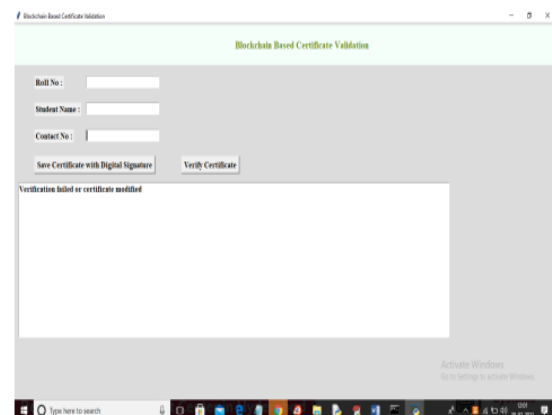 Blockchain Based Certificate Validation
Blockchain Based Certificate Validation
Roll No :
Student Name :
Contact No :
Save Certificate with Digital Signature
Verify Certificate
Verification failed or certificate modified
Activate Windows
Go to Settings to activate Windows.
Type here to search